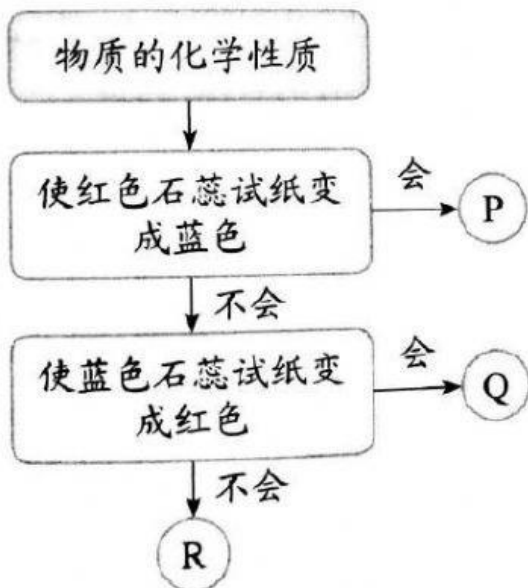 物质的化学性质
使红色石蕊试纸变
成蓝色
会
P
不会
使蓝色石蕊试纸变
成红色
会
Q
不会
R